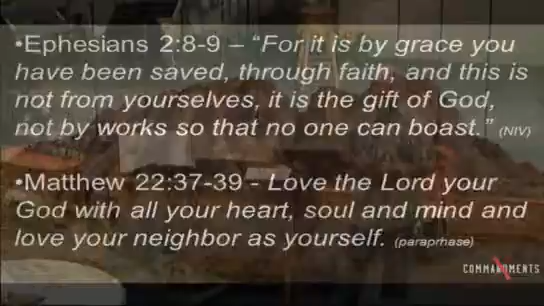 •Ephesians 2:8-9 – “For it is by grace you
have been saved, through faith, and this is
not from yourselves, it is the gift of God,
not by works so that no one can boast.” (NIV)
•Matthew 22:37-39 - Love the Lord your
God with all your heart, soul and mind and
love your neighbor as yourself. (paraprhase)
COMMANDMENTS